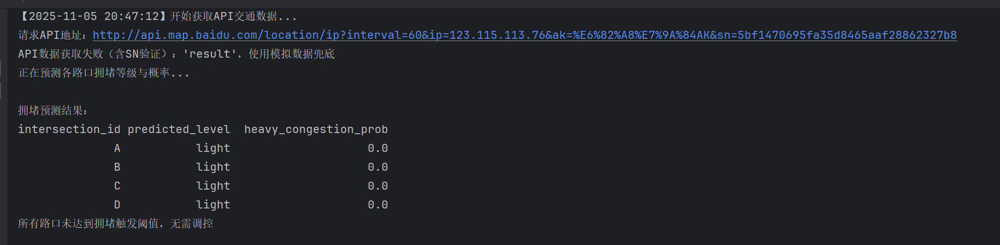 【2025-11-05 20:47:12】开始获取API交通数据...
请求API地址：http://api.map.baidu.com/location/ip?interval=60&ip=123.115.113.76&ak=%E6%82%A8%E7%9A%84AK&sn=5bf1470695fa35d8465aaf28862327b8
API数据获取失败（含SN验证）：'result'，使用模拟数据兜底
正在预测各路口拥堵等级与概率...
拥堵预测结果：
intersection_id predicted_level  heavy_congestion_prob
A           light                    0.0
B           light                    0.0
C           light                    0.0
D           light                    0.0
所有路口未达到拥堵触发阈值，无需调控